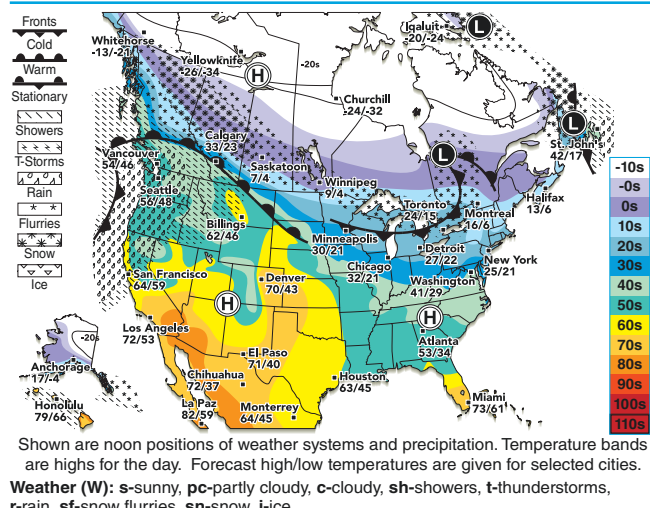 Fronts
Cold
Warm
Stationary
Showers
T-Storms
Rain
Flurries
Snow
Ice
Whitehorse
-13/-21
Yellowknife
-26/-34
H
-20s
Iqaluit
-20/-24
L
Churchill
-24/-32
L
St. John's
42/17
L
Vancouver
54/46
Calgary
33/23
Saskatoon
7/4
Winnipeg
9/4
Seattle
56/48
Billings
62/46
Minneapolis
30/21
Toronto
24/15
Montreal
16/6
Halifax
13/6
Detroit
27/22
New York
25/21
Chicago
32/21
Washington
41/29
San Francisco
64/59
Denver
70/43
H
H
Los Angeles
72/53
Atlanta
53/34
El Paso
71/40
Chihuahua
72/37
Houston
63/45
La Paz
82/59
Monterrey
64/45
Miami
73/61
-20s
Anchorage
17/-4
Honolulu
79/66
-10s
-0s
0s
10s
20s
30s
40s
50s
60s
70s
80s
90s
100s
110s
Shown are noon positions of weather systems and precipitation. Temperature bands
are highs for the day. Forecast high/low temperatures are given for selected cities.
Weather (W): s-sunny, pc-partly cloudy, c-cloudy, sh-showers, t-thunderstorms,
r-rain, sf-snow flurries, sn-snow, i-ice